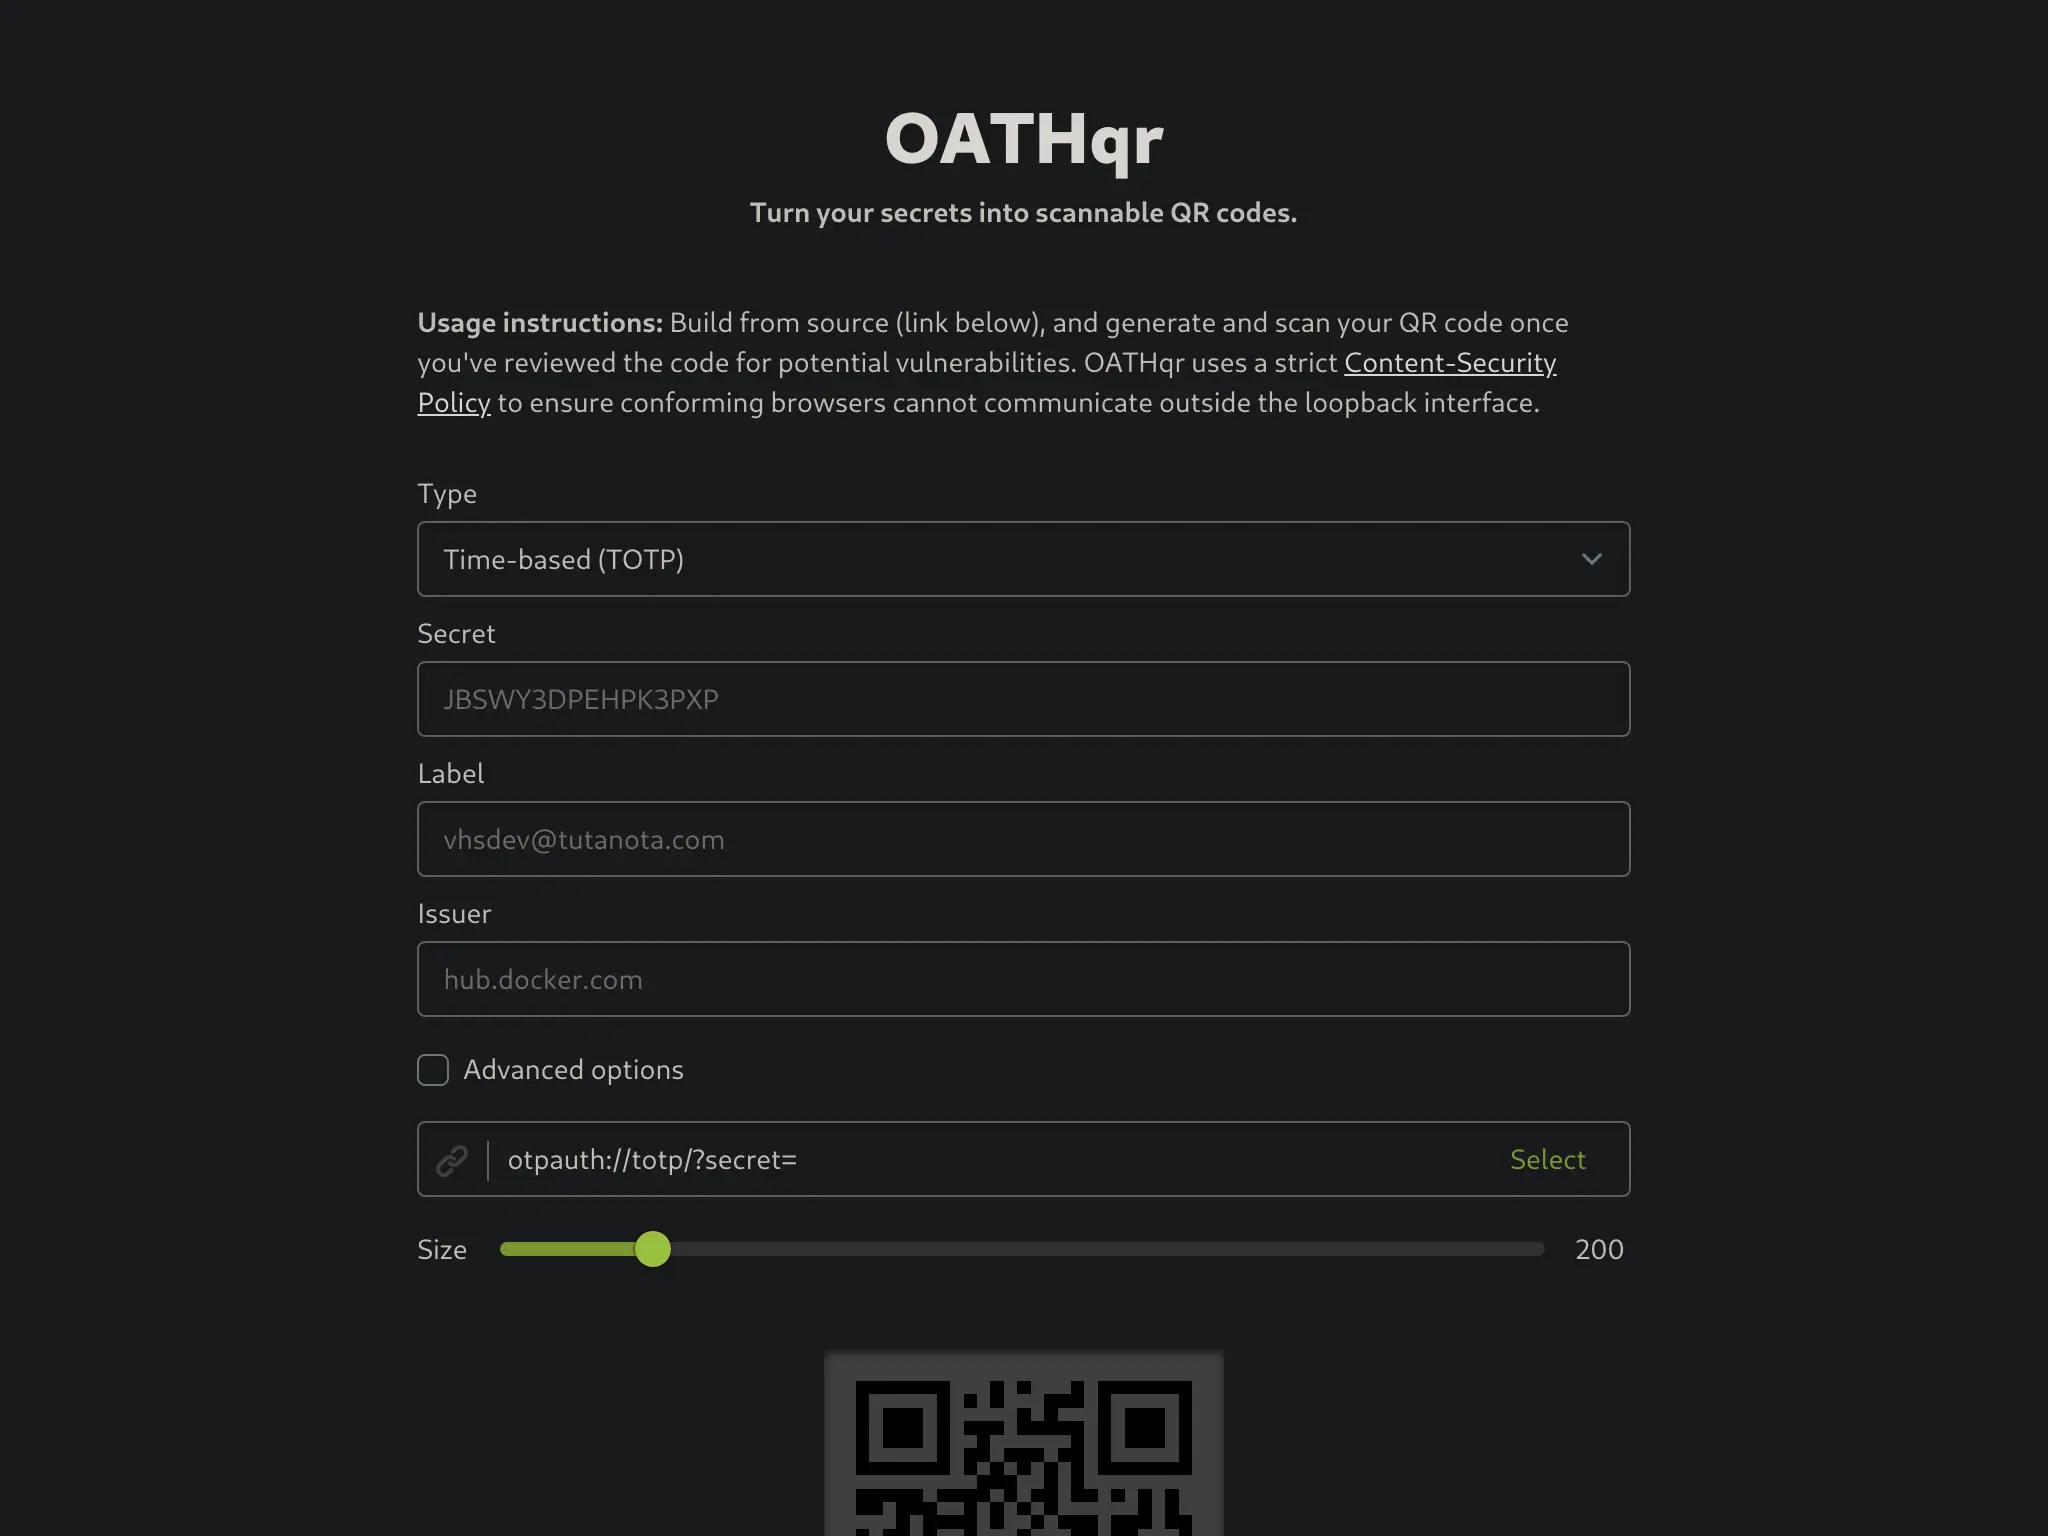 OATHqr
Turn your secrets into scannable QR codes.
Usage instructions: Build from source (link below), and generate and scan your QR code once
you've reviewed the code for potential vulnerabilities. OATHqr uses a strict Content-Security
Policy to ensure conforming browsers cannot communicate outside the loopback interface.
Type
Time-based (TOTP)
Secret
JBSWY3DPEHPK3PXP
Label
vhsdev@tutanota.com
Issuer
hub.docker.com
Advanced options
otpauth://totp/?secret= Select
Size 200